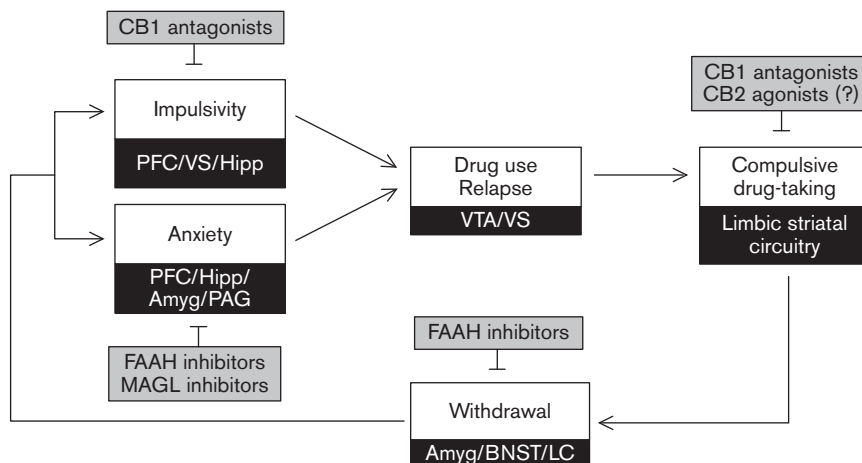 CB1 antagonists
Impulsivity
PFC/VS/Hipp
Anxiety
PFC/Hipp/
Amyg/PAG
FAAH inhibitors
MAGL inhibitors
Drug use
Relapse
VTA/VS
CB1 antagonists
CB2 agonists (?)
Compulsive
drug-taking
Limbic striatal
circuitry
FAAH inhibitors
Withdrawal
Amyg/BNST/LC